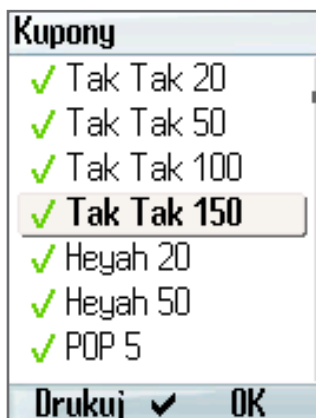 Kupony
Tak Tak 20
Tak Tak 50
Tak Tak 100
Tak Tak 150
Heyah 20
Heyah 50
POP 5
Drukuj ✔ OK